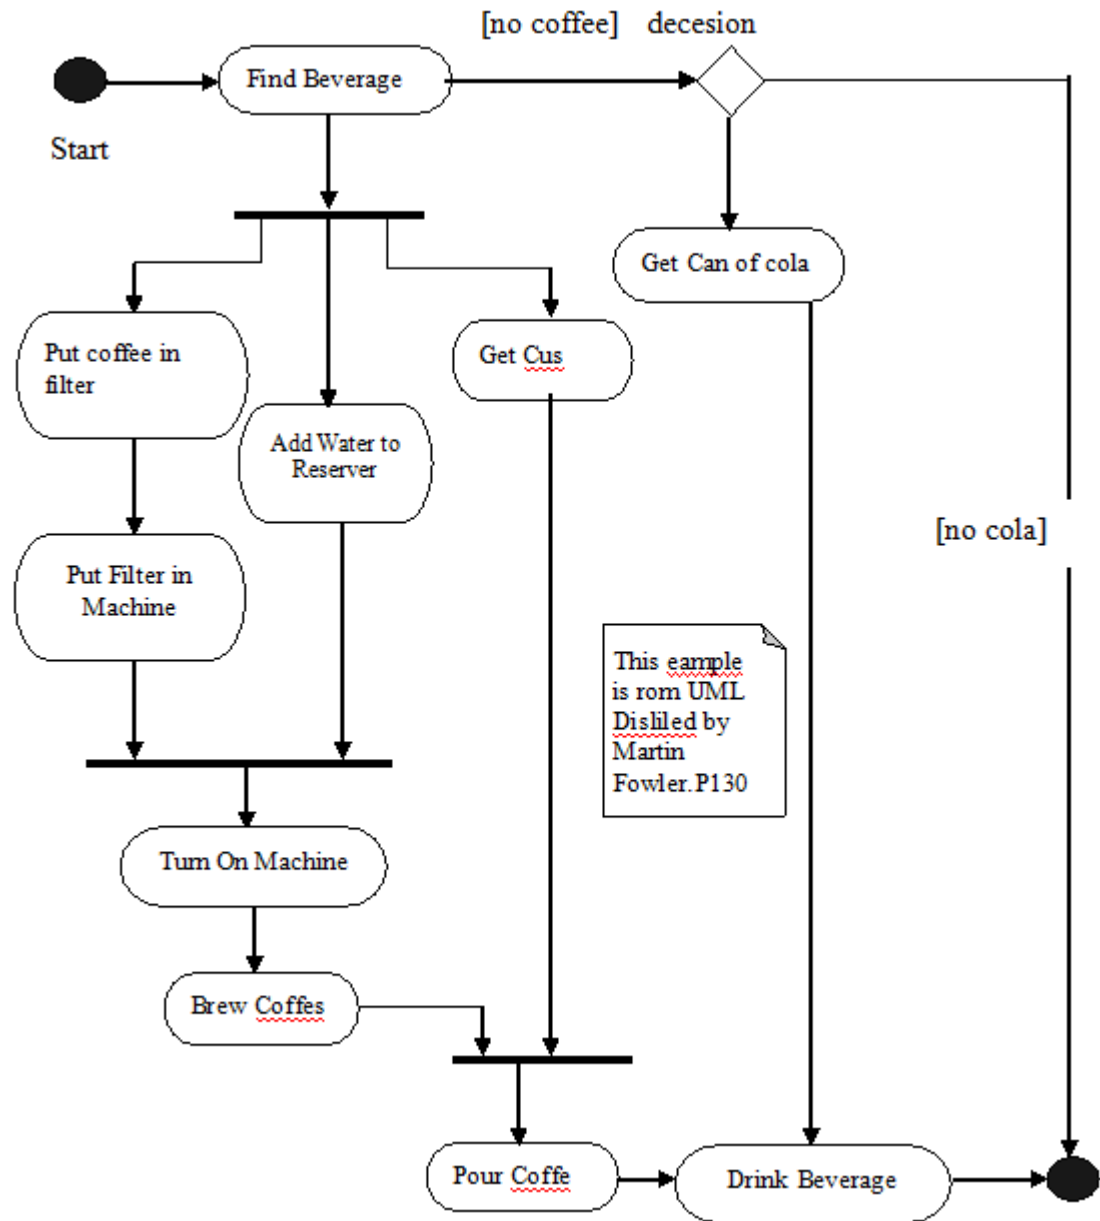 [no coffee] decesion
Find Beverage
Start
Get Can of cola
Put coffee in
filter
Get Cus
Add Water to
Reserver
[no cola]
Put Filter in
Machine
This eample
is rom UML
Disliled by
Martin
Fowler.P130
Turn On Machine
Brew Coffes
Pour Coffe
Drink Beverage